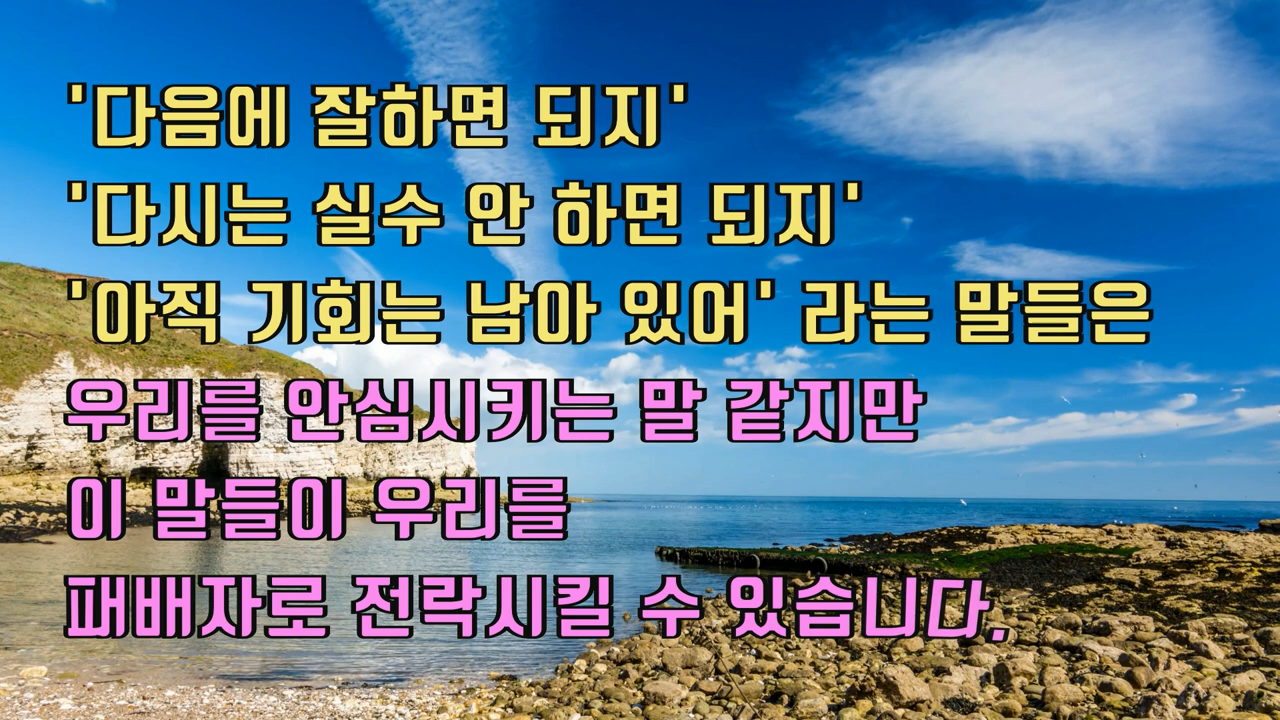 '다음에 잘하면 되지'
'다시는 실수 안 하면 되지'
'아직 기회는 남아 있어' 라는 말들은
우리를 안심시키는 말 같지만
이 말들이 우리를
패배자로 전락시킬 수 있습니다.